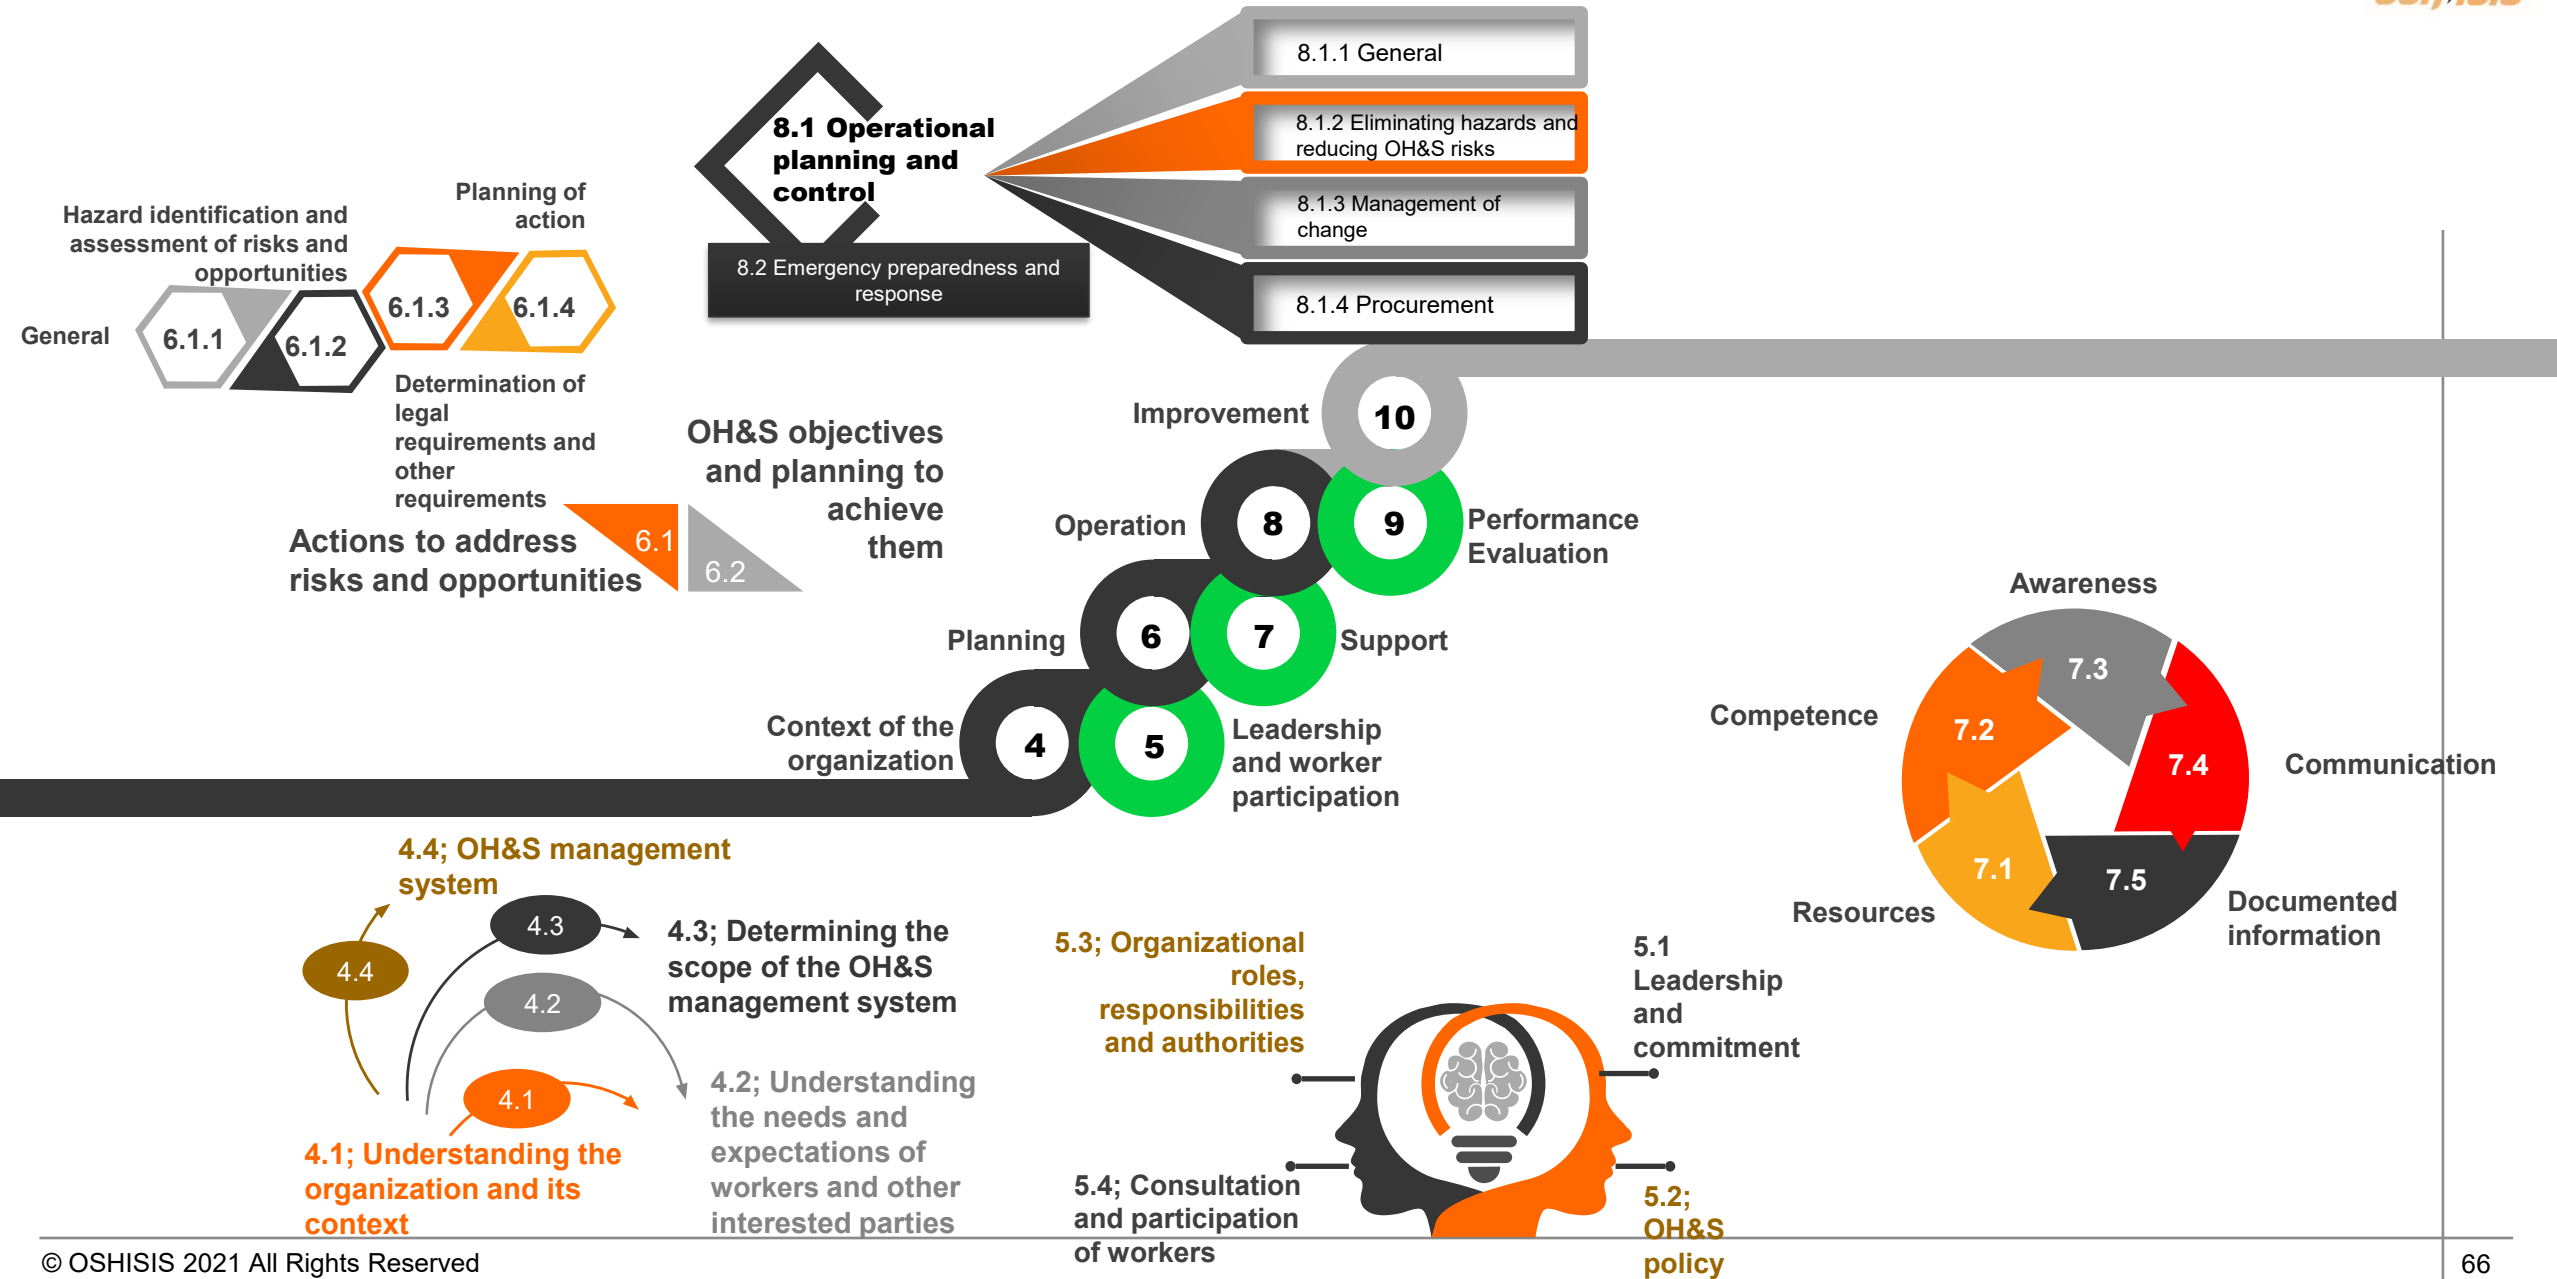 8.1.1 General
8.1 Operational
planning and
control
8.1.2 Eliminating hazards and
reducing OH&S risks
8.1.3 Management of
change
8.1.4 Procurement
8.2 Emergency preparedness and
response
Planning of
action
Hazard identification and
assessment of risks and
opportunities
General
6.1.1
6.1.2
6.1.3
6.1.4
Determination of
legal
requirements and
other
requirements
OH&S objectives
and planning to
achieve
them
Actions to address
risks and opportunities
6.1
6.2
Improvement
10
Operation
8
9
Performance
Evaluation
Planning
6
7
Support
Context of the
organization
4
5
Leadership
and worker
participation
Awareness
7.3
Competence
7.2
7.4
Communication
7.1
7.5
Resources
Documented
information
4.4; OH&S management
system
4.3
4.4
4.3; Determining the
scope of the OH&S
management system
4.2
4.1
4.2; Understanding
the needs and
expectations of
workers and other
interested parties
4.1; Understanding the
organization and its
context
5.3; Organizational
roles,
responsibilities
and authorities
5.1
Leadership
and
commitment
5.4; Consultation
and participation
of workers
5.2;
OH&S
policy
© OSHISIS 2021 All Rights Reserved
66